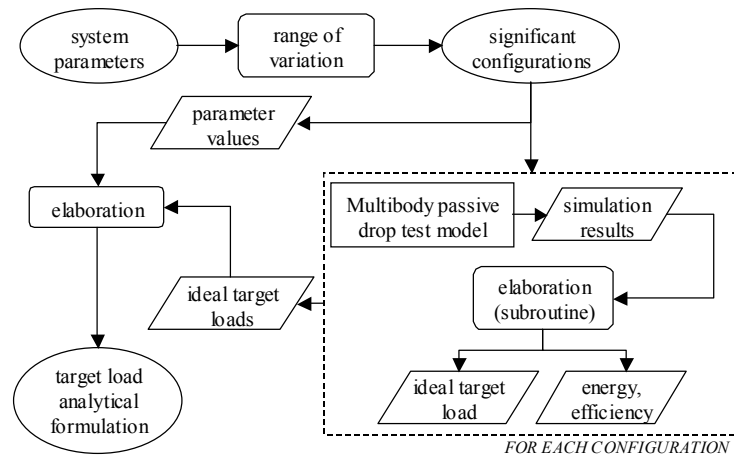 system
parameters
range of
variation
significant
configurations
parameter
values
elaboration
Multibody passive
drop test model
simulation
results
ideal target
loads
elaboration
(subroutine)
target load
analytical
formulation
ideal target
load
energy,
efficiency
FOR EACH CONFIGURATION